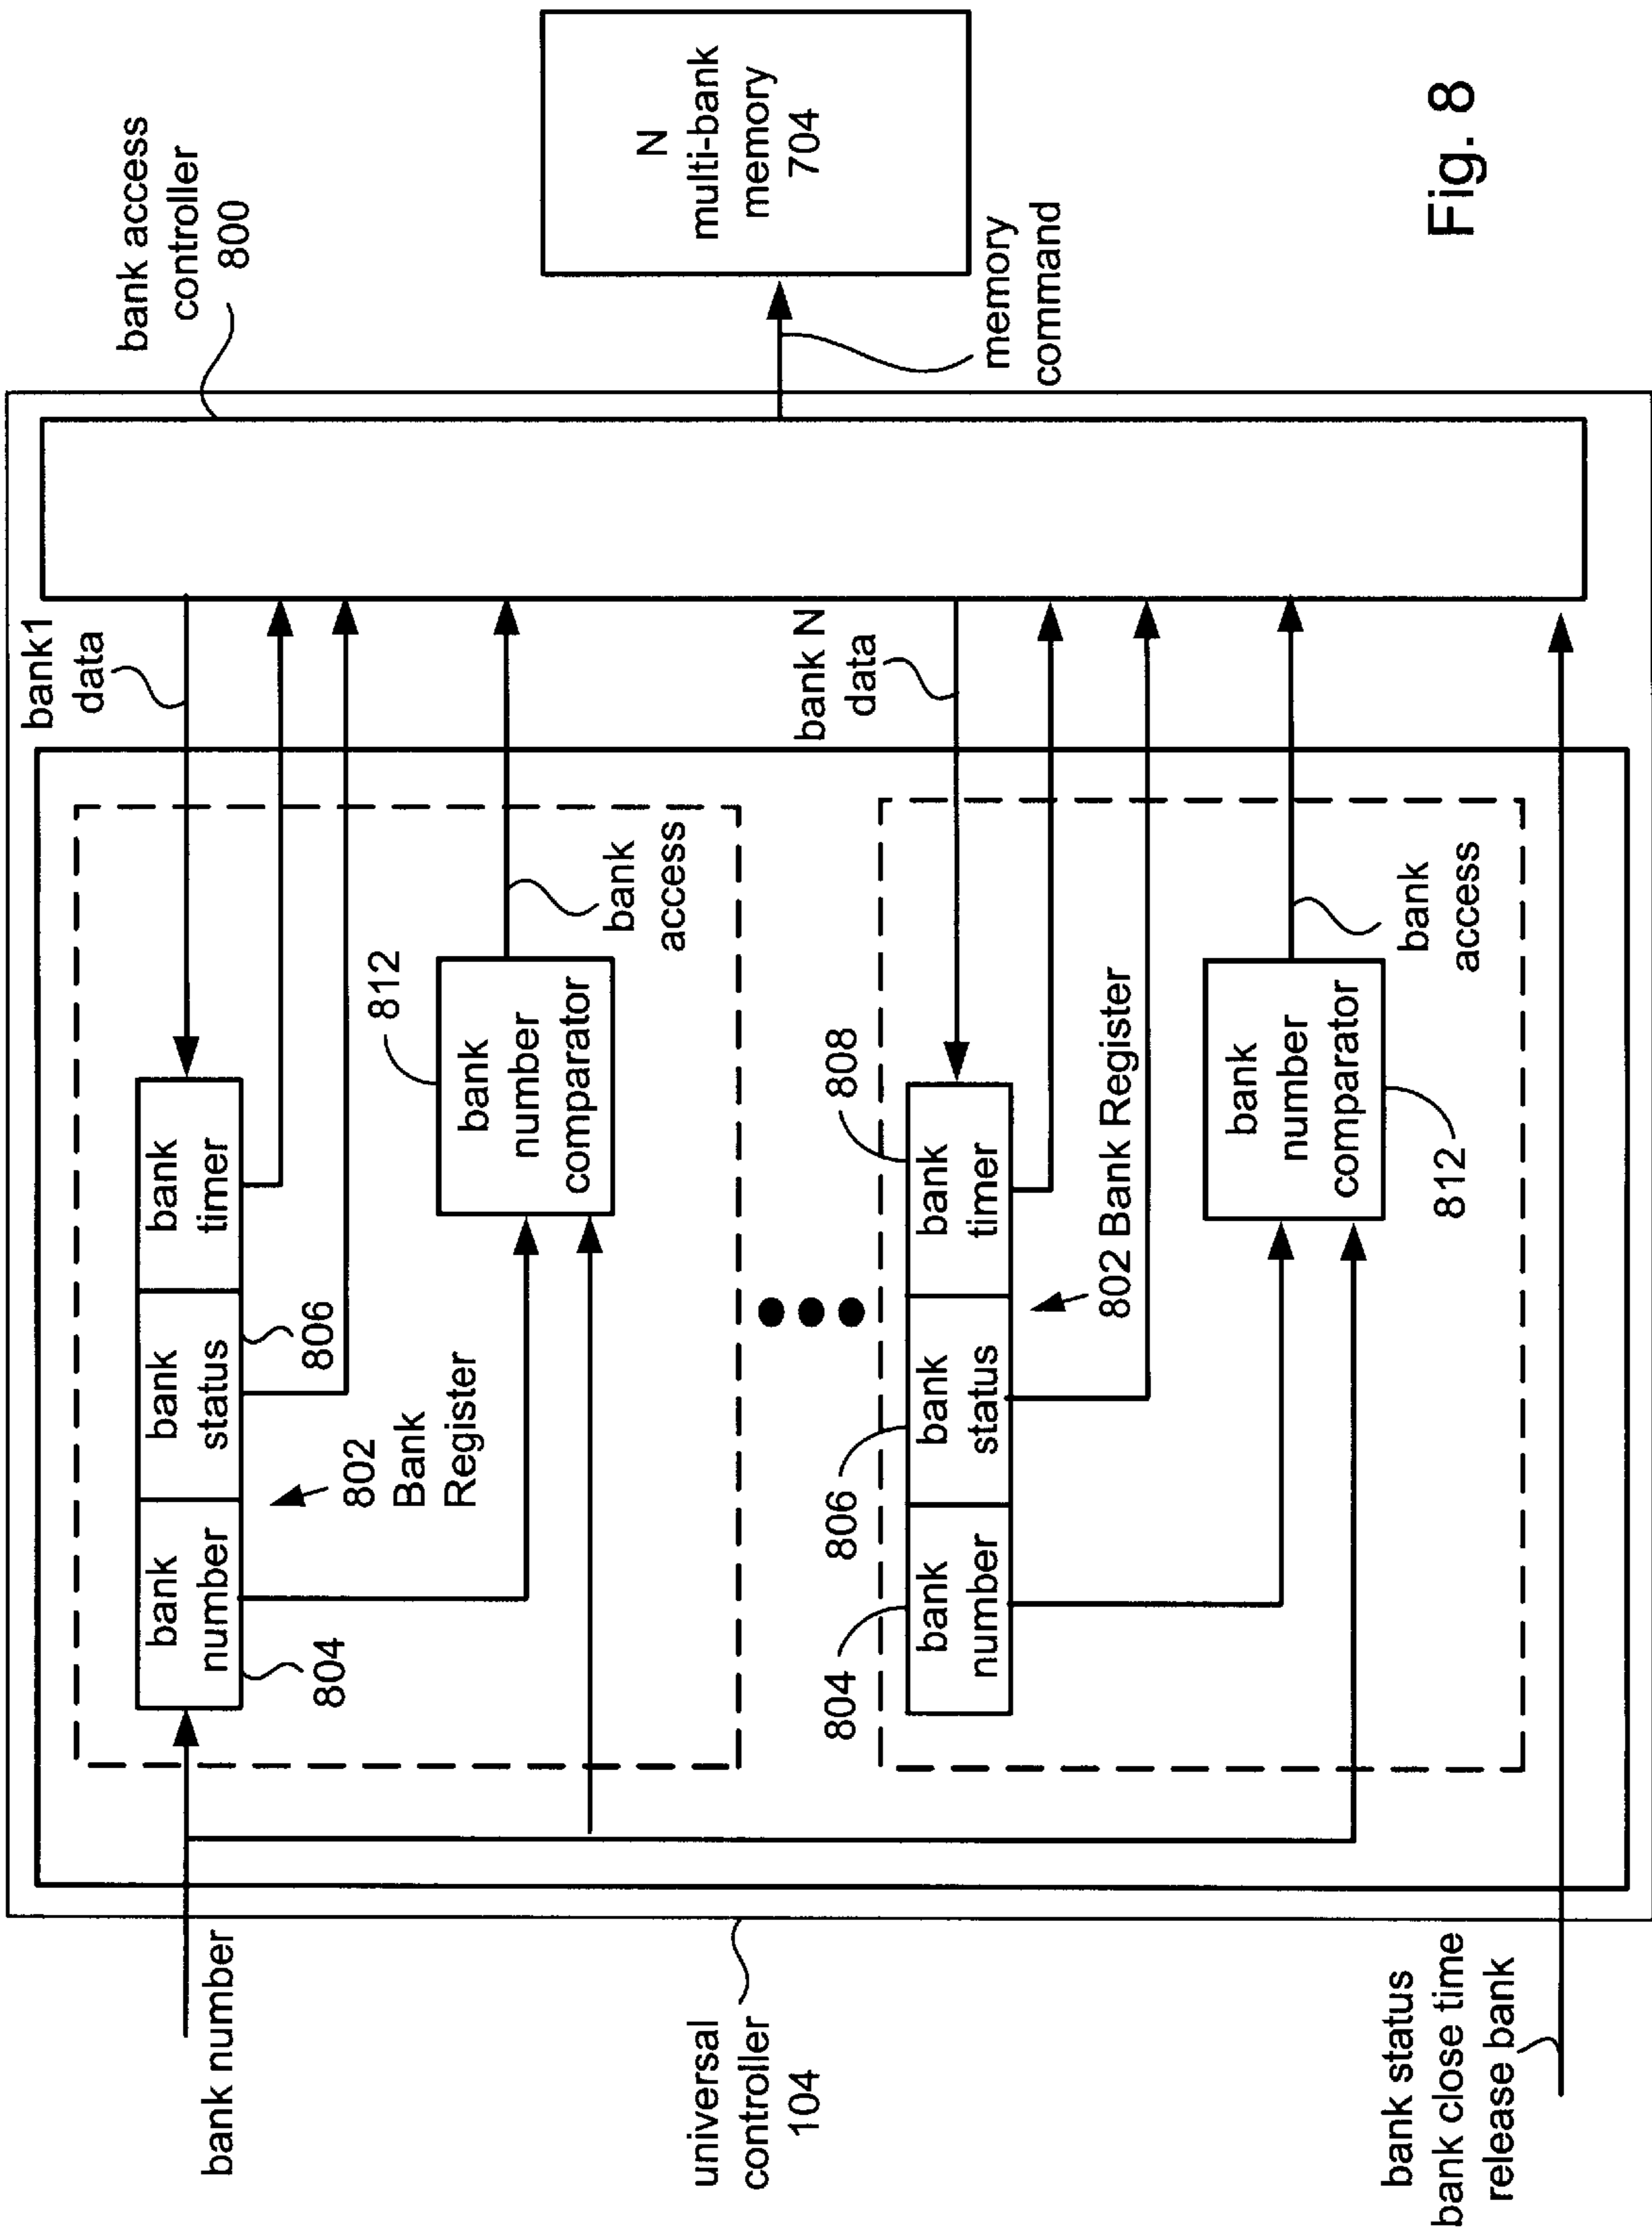 bank access
controller
800
N
multi-bank
memory
704
memory
command
bank1
data
bank N
data
bank
number
bank
status
bank
timer
804
806
802
Bank
Register
812
bank
number
comparator
bank
access
bank
number
bank
status
bank
timer
804
806
808
802 Bank Register
bank
number
comparator
812
bank
access
bank number
universal
controller
104
bank status
bank close time
release bank
Fig. 8